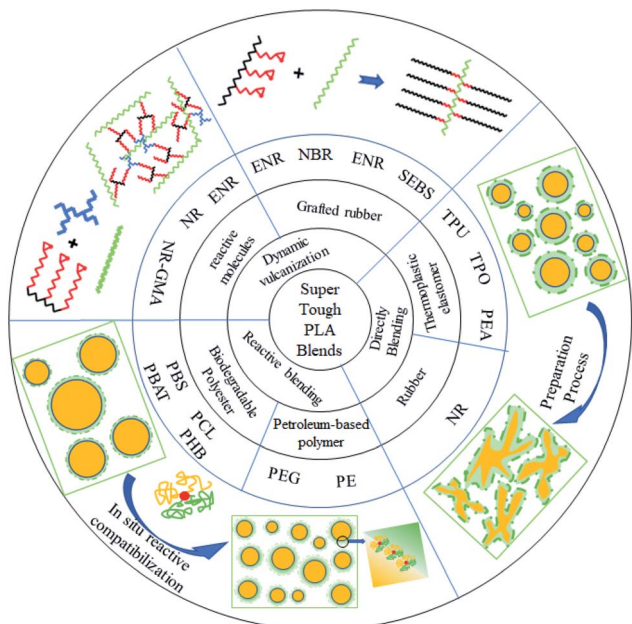 Super
Tough
PLA
Blends
Dynamic
vulcanization
Directly
Blending
Reactive blending
Grafted rubber
Thermoplastic
elastomer
Rubber
Petroleum-based
polymer
Biodegradable
Polyester
reactive
molecules
ENR
NBR
ENR
SEBS
TPU
TPO
PEA
NR
PE
PEG
PHB
PCL
PBS
PBAT
NR-GMA
NR
ENR
+
+
Preparation
Process
In situ reactive
compatibilization